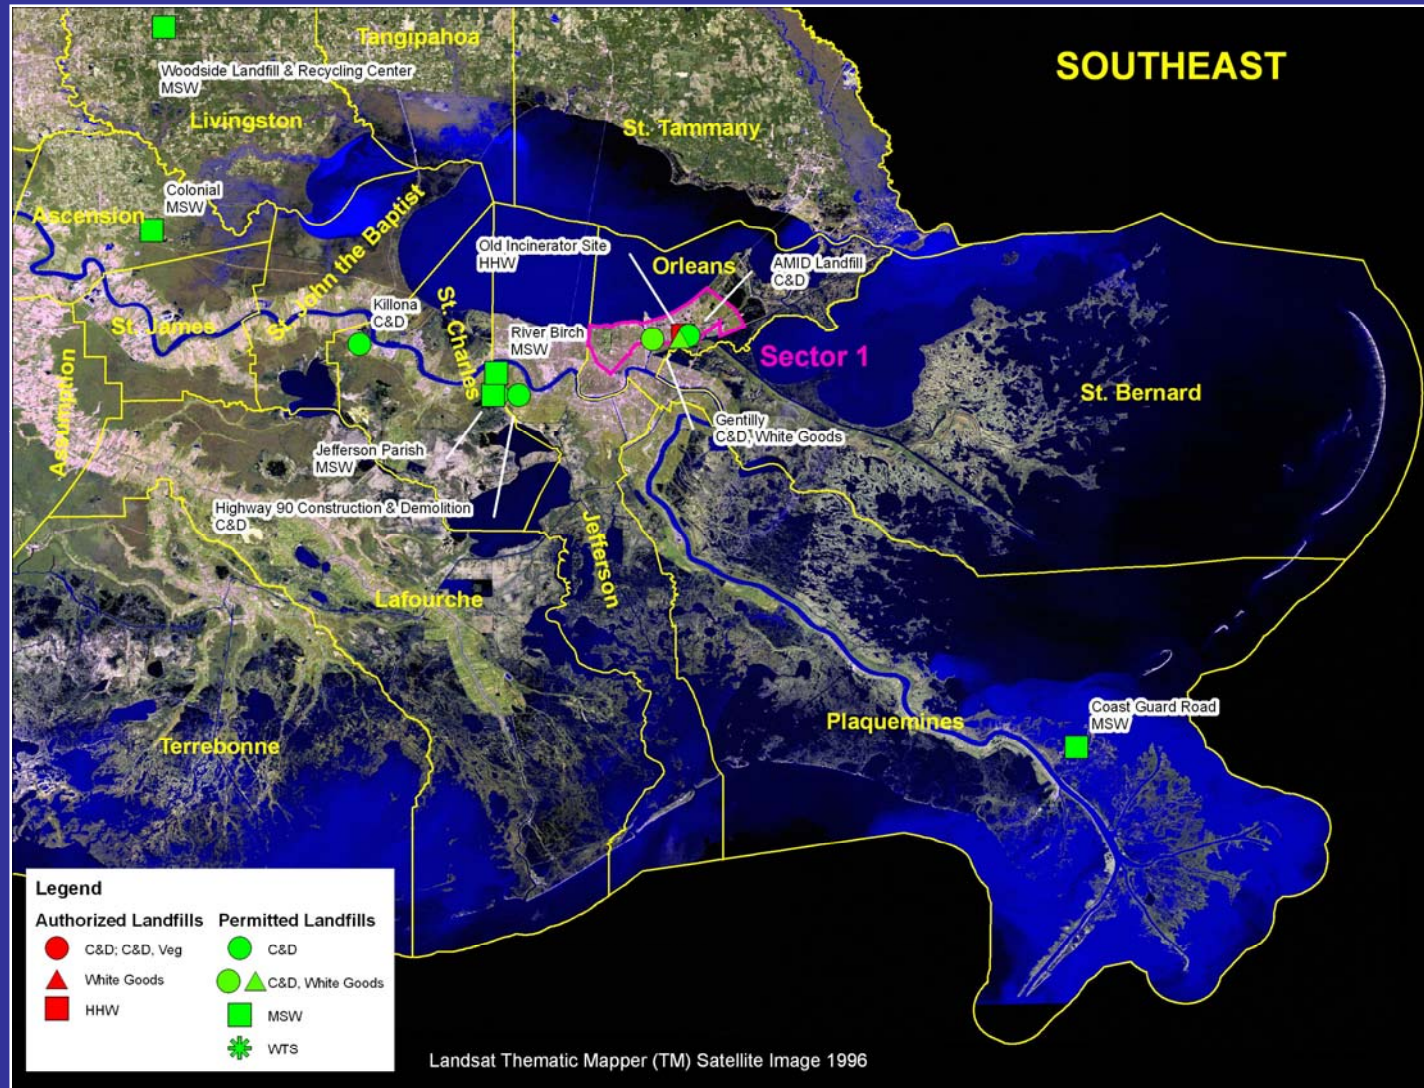 SOUTHEAST
Tangipahoa
Woodside Landfill & Recycling Center
MSW
Livingston
St. Tammany
Colonial
MSW
Ascension
St. John the Baptist
Old Incinerator Site
HHW
Orleans
AMID Landfill
C&D
Killona
C&D
St. James
St. Charles
River Birch
MSW
Sector 1
Assumption
St. Bernard
Gentilly
C&D, White Goods
Jefferson Parish
MSW
Highway 90 Construction & Demolition
C&D
Jefferson
Lafourche
Coast Guard Road
MSW
Plaquemines
Terrebonne
Legend
Authorized Landfills
C&D; C&D, Veg
White Goods
HHW
Permitted Landfills
C&D
C&D, White Goods
MSW
WTS
Landsat Thematic Mapper (TM) Satellite Image 1996